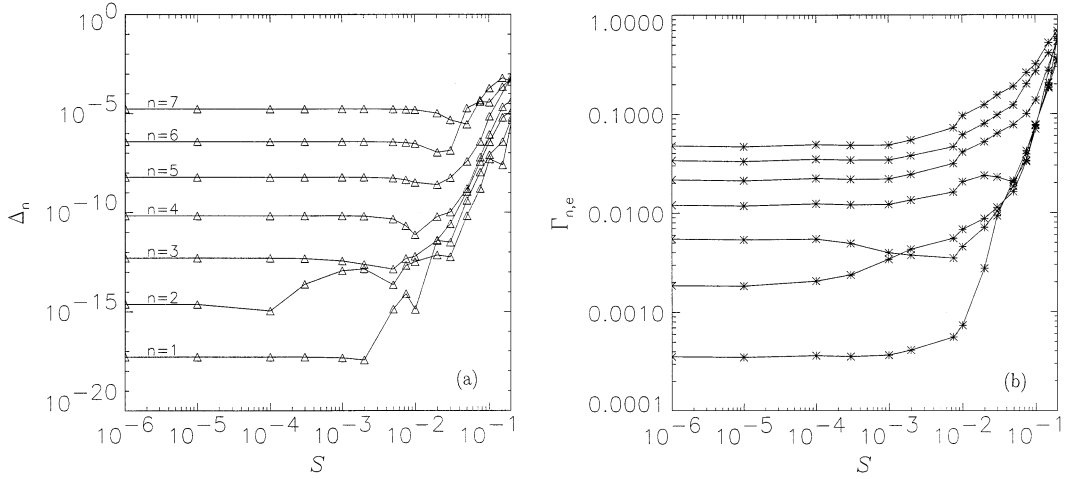 10^0
10^-5
10^-10
10^-15
10^-20
Δ_n
n=7
n=6
n=5
n=4
n=3
n=2
n=1
(a)
10^-6 10^-5 10^-4 10^-3 10^-2 10^-1
S
1.0000
0.1000
0.0100
0.0010
0.0001
Γ_n,e
(b)
10^-6 10^-5 10^-4 10^-3 10^-2 10^-1
S